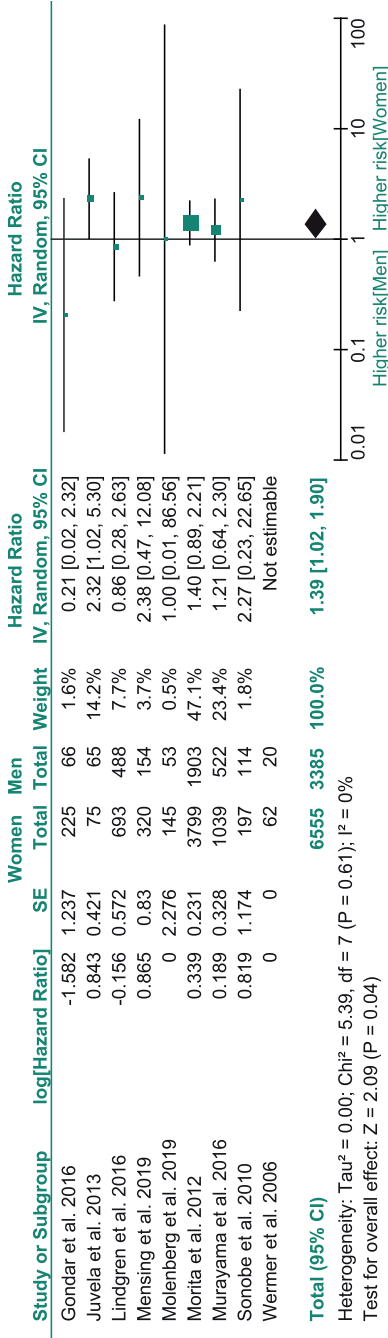 Women Men Hazard Ratio Hazard Ratio
Study or Subgroup log[Hazard Ratio] SE Total Total Weight IV, Random, 95% CI IV, Random, 95% CI
Gondar et al. 2016 -1.582 1.237 225 66 1.6% 0.21 [0.02, 2.32]
Juvela et al. 2013 0.843 0.421 75 65 14.2% 2.32 [1.02, 5.30]
Lindgren et al. 2016 -0.156 0.572 693 488 7.7% 0.86 [0.28, 2.63]
Mensing et al. 2019 0.865 0.83 320 154 3.7% 2.38 [0.47, 12.08]
Molenberg et al. 2019 0 2.276 145 53 0.5% 1.00 [0.01, 86.56]
Morita et al. 2012 0.339 0.231 3799 1903 47.1% 1.40 [0.89, 2.21]
Murayama et al. 2016 0.189 0.328 1039 522 23.4% 1.21 [0.64, 2.30]
Sonobe et al. 2010 0.819 1.174 197 114 1.8% 2.27 [0.23, 22.65]
Wermer et al. 2006 0 0 62 20 Not estimable
Total (95% CI) 6555 3385 100.0% 1.39 [1.02, 1.90]
Heterogeneity: Tau² = 0.00; Chi² = 5.39, df = 7 (P = 0.61); I² = 0%
Test for overall effect: Z = 2.09 (P = 0.04)
0.01 0.1 1 10 100
Higher risk[Men] Higher risk[Women]